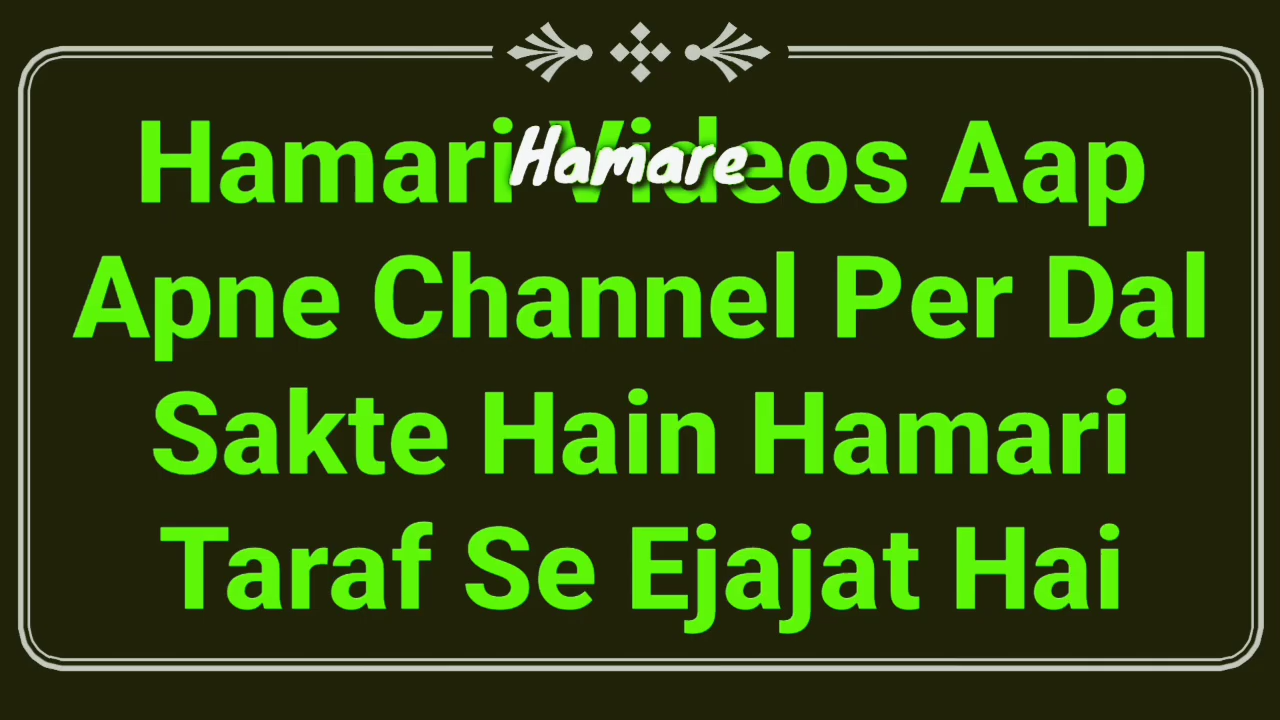 Hamari Videos Aap
Hamare
Apne Channel Per Dal
Sakte Hain Hamari
Taraf Se Ejajat Hai